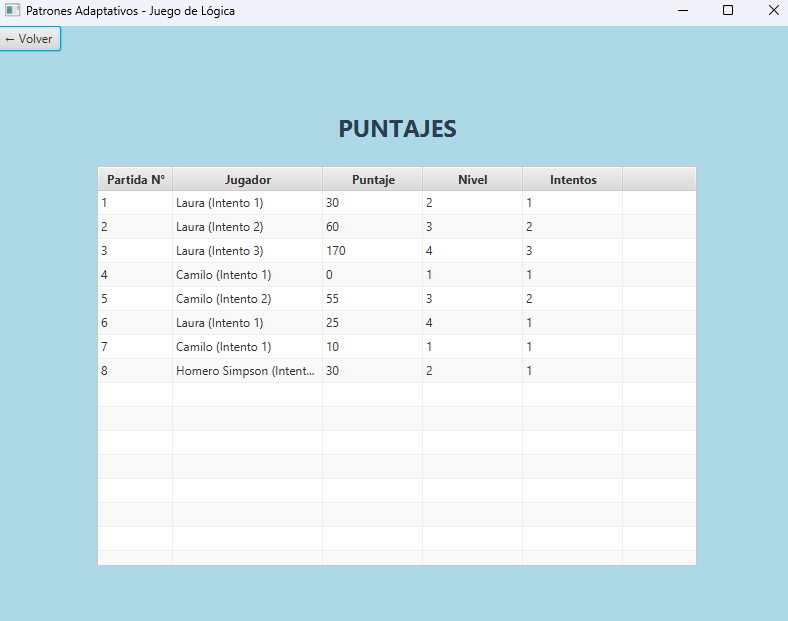 Patrones Adaptativos - Juego de Lógica
← Volver
PUNTAJES
Partida N° Jugador Puntaje Nivel Intentos
1 Laura (Intento 1) 30 2 1
2 Laura (Intento 2) 60 3 2
3 Laura (Intento 3) 170 4 3
4 Camilo (Intento 1) 0 1 1
5 Camilo (Intento 2) 55 3 2
6 Laura (Intento 1) 25 4 1
7 Camilo (Intento 1) 10 1 1
8 Homero Simpson (Intent... 30 2 1